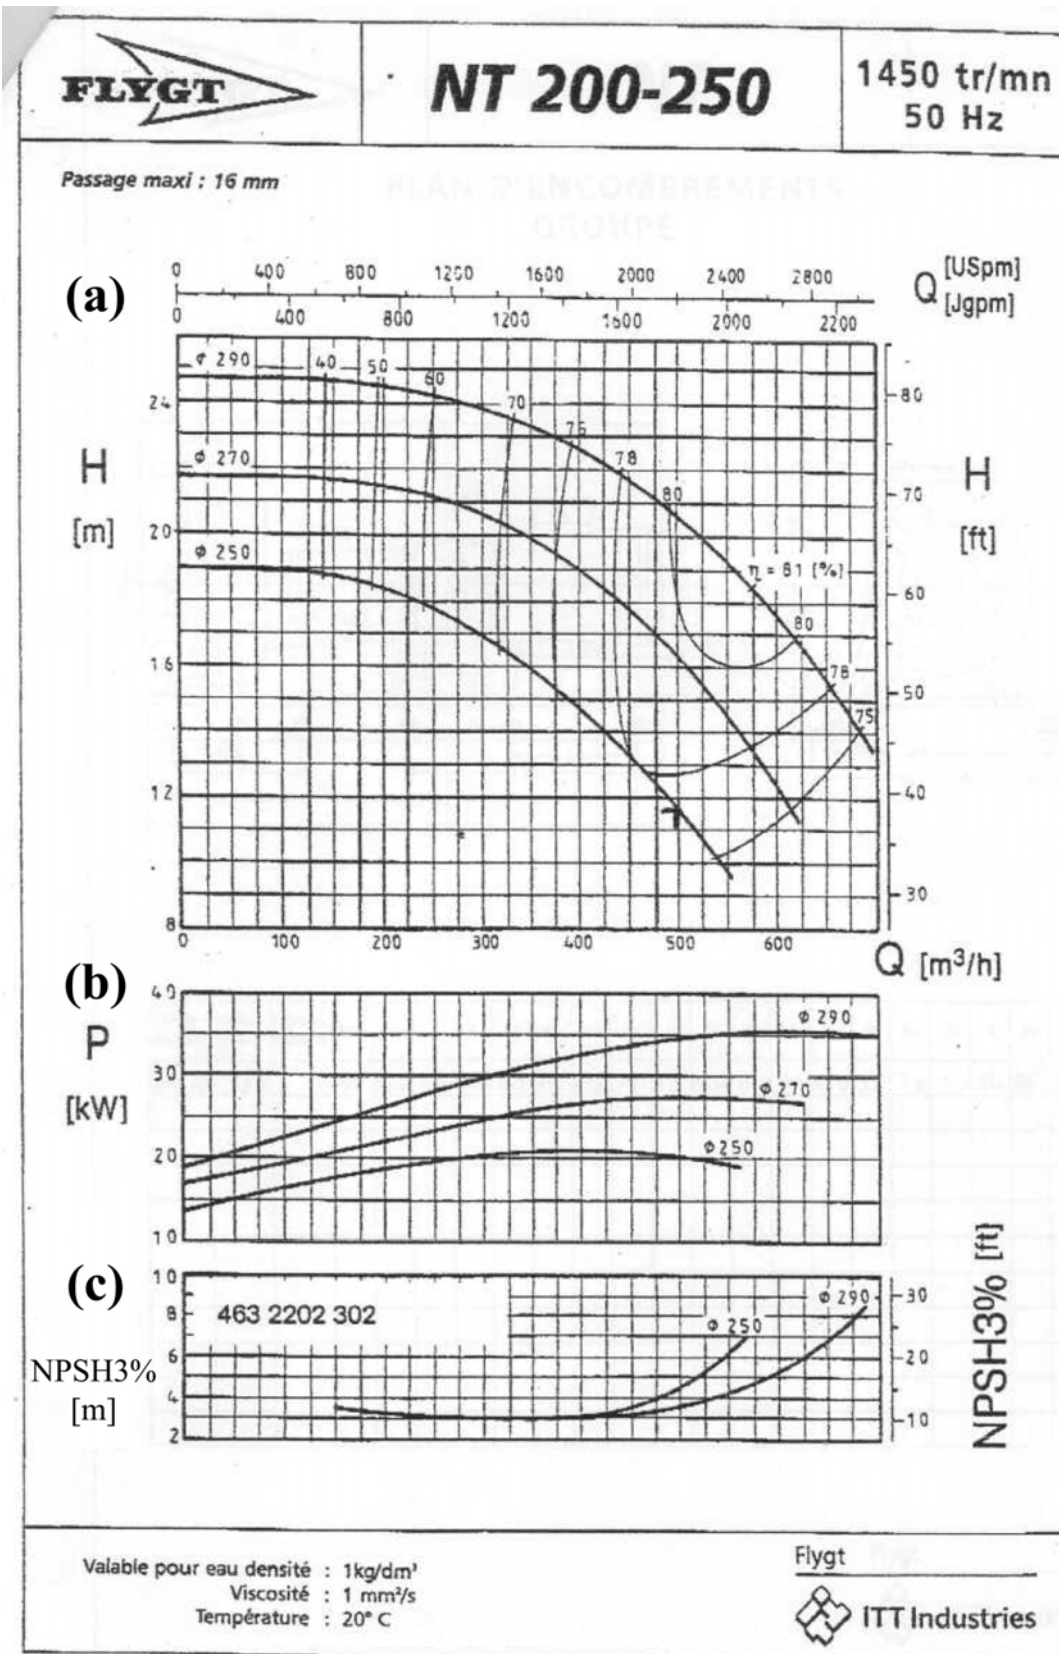 FLYGT
NT 200-250
1450 tr/mn
50 Hz
Passage maxi : 16 mm
PLAN D'ENCOMBREMENTS
GROUPE
(a)
0 400 800 1200 1600 2000 2400 2800
Q [USpm]
[Jgpm]
0 400 800 1200 1600 2000 2200
ϕ 290 40 50 60 70 75 78 80
ϕ 270
ϕ 250
η = 81 [%]
80
78
75
H
[m]
24
20
16
12
8
H
[ft]
80
70
60
50
40
30
0 100 200 300 400 500 600
Q [m³/h]
(b)
P
[kW]
40
30
20
10
ϕ 290
ϕ 270
ϕ 250
(c)
NPSH3%
[m]
10
8
6
4
2
463 2202 302
ϕ 290
ϕ 250
30
20
10
NPSH3% [ft]
Valable pour eau densité : 1kg/dm³
Viscosité : 1 mm²/s
Température : 20° C
Flygt
ITT Industries